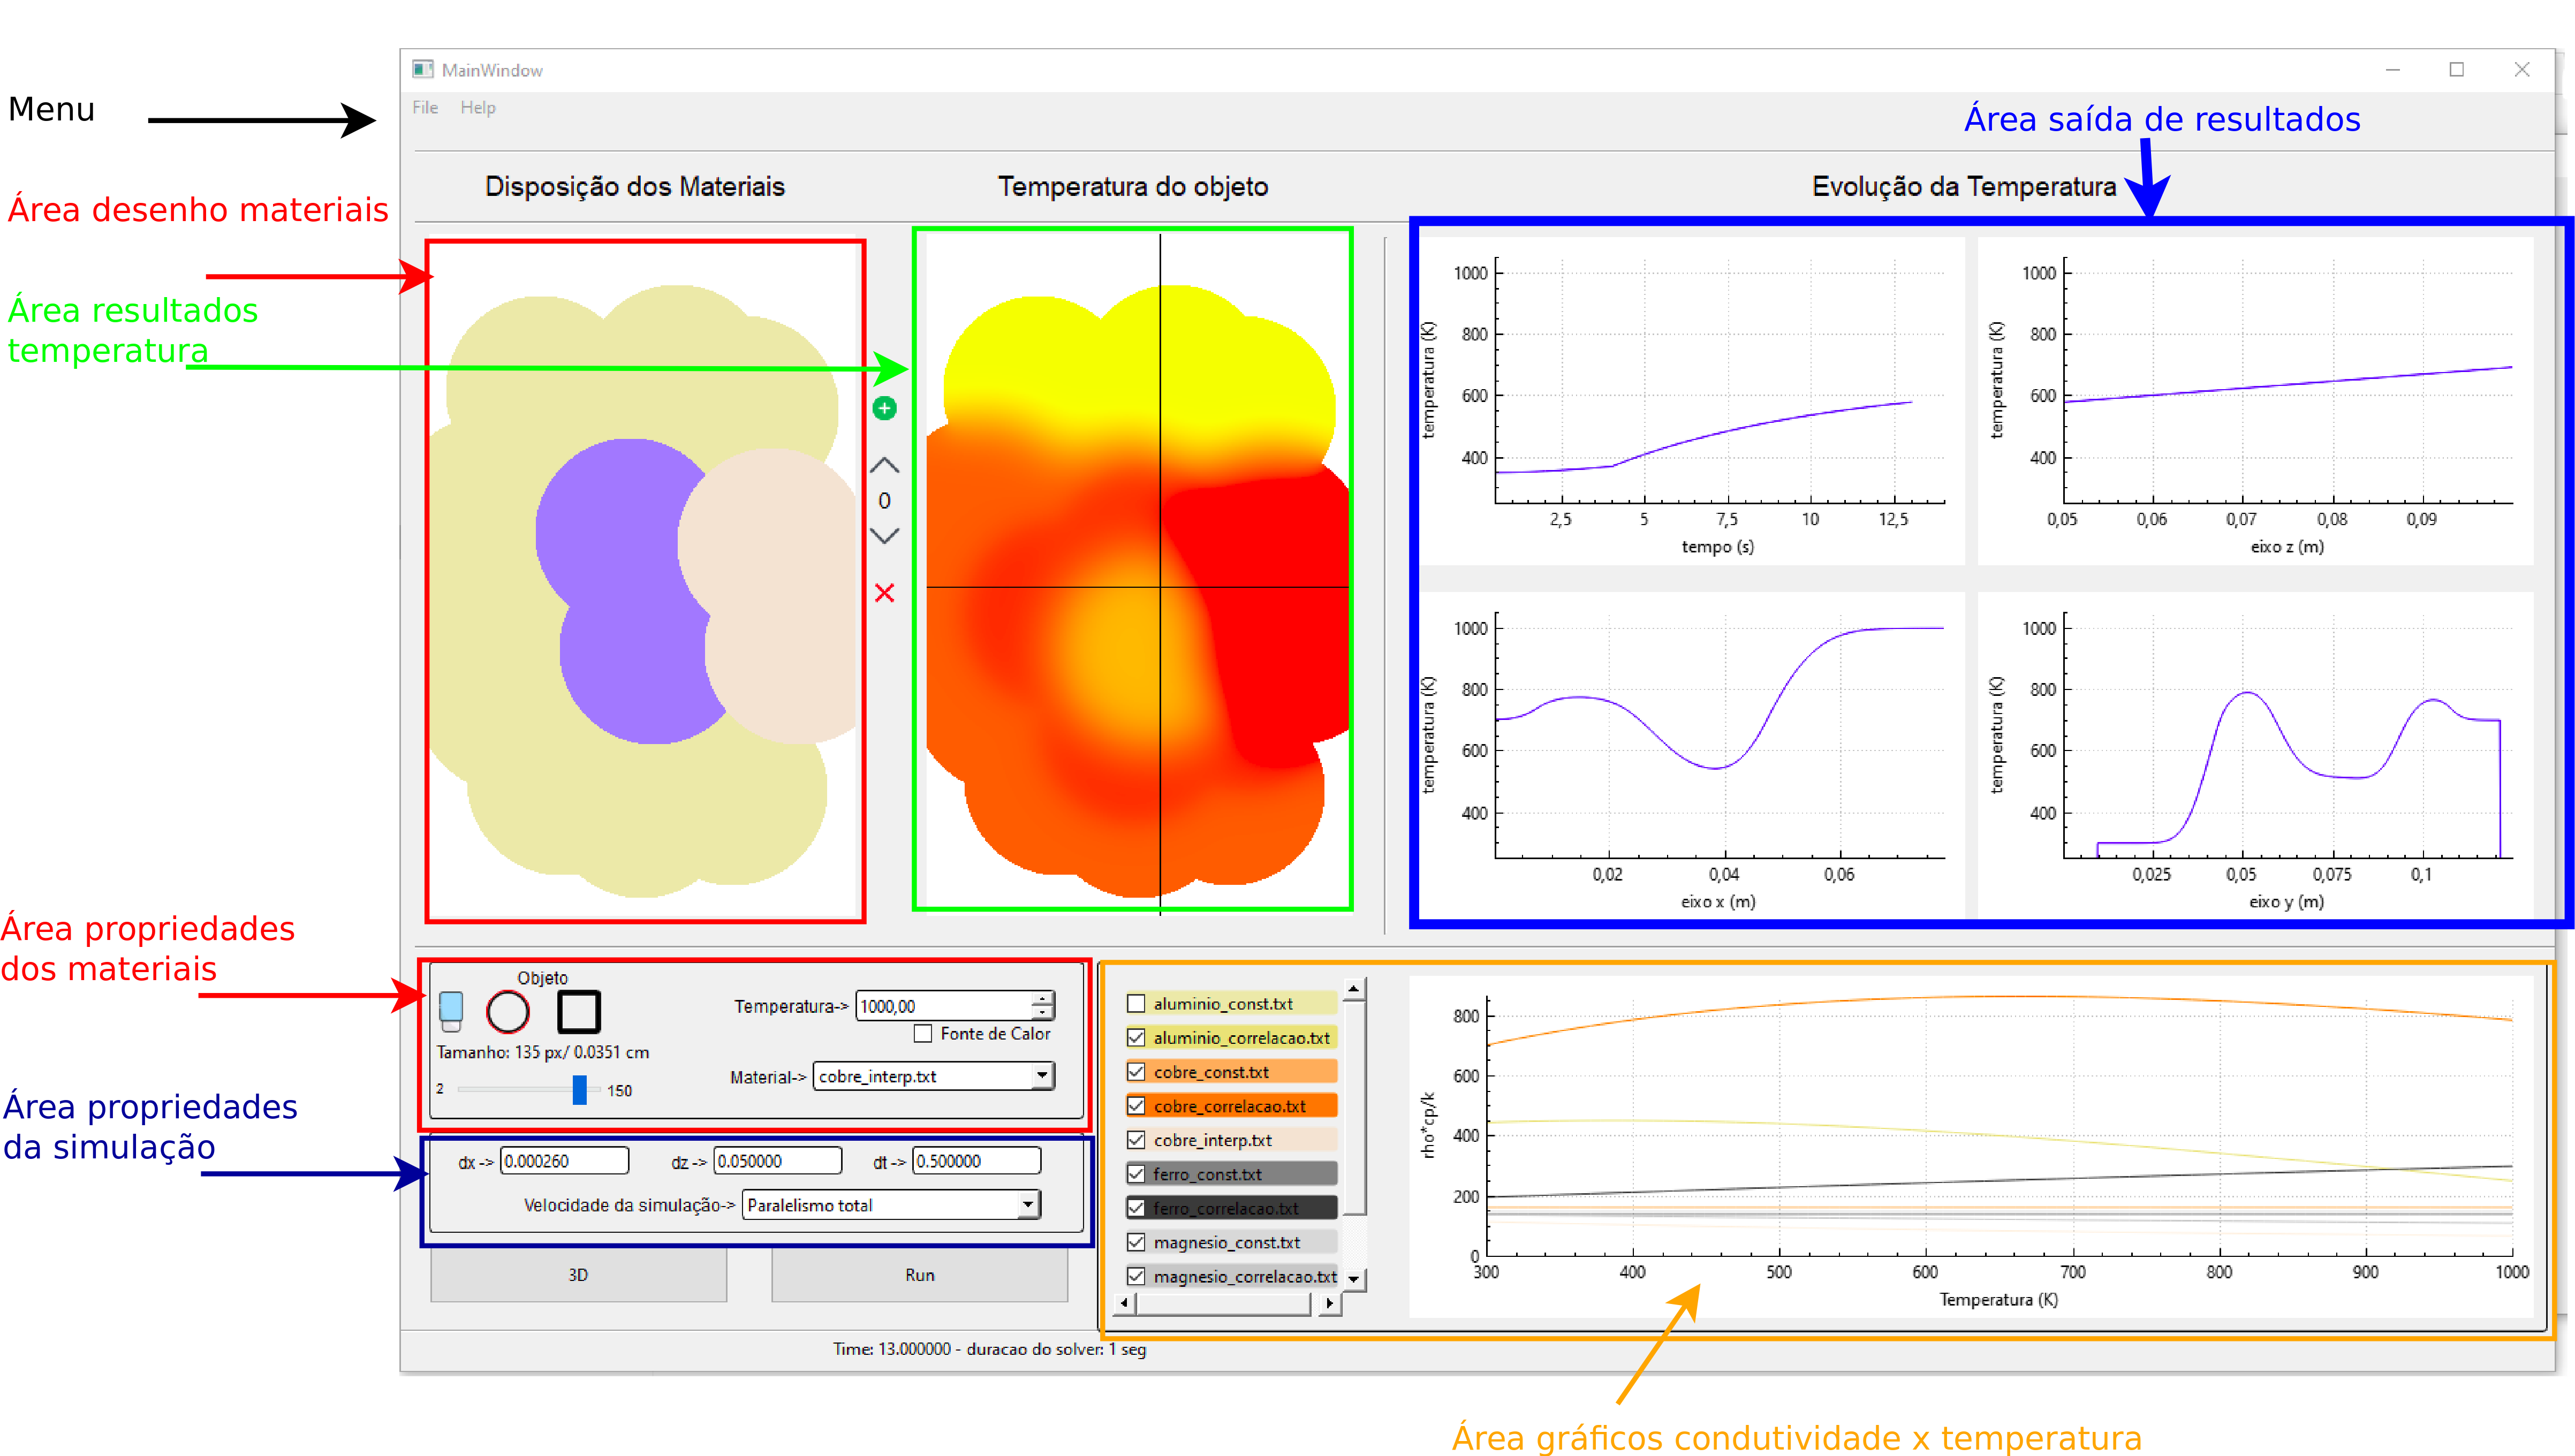 MainWindow
File Help
Menu
Área saída de resultados
Disposição dos Materiais
Temperatura do objeto
Evolução da Temperatura
Área desenho materiais
Área resultados
temperatura
0
1000
800
600
400
temperatura (K)
2,5 5 7,5 10 12,5
tempo (s)
1000
800
600
400
temperatura (K)
0,05 0,06 0,07 0,08 0,09
eixo z (m)
1000
800
600
400
temperatura (K)
0,02 0,04 0,06
eixo x (m)
1000
800
600
400
temperatura (K)
0,025 0,05 0,075 0,1
eixo y (m)
Área propriedades
dos materiais
Objeto
Temperatura-> 1000,00
Fonte de Calor
Tamanho: 135 px/ 0.0351 cm
2 150
Material-> cobre_interp.txt
Área propriedades
da simulação
dx -> 0.000260 dz -> 0.050000 dt -> 0.500000
Velocidade da simulação-> Paralelismo total
3D Run
aluminio_const.txt
aluminio_correlacao.txt
cobre_const.txt
cobre_correlacao.txt
cobre_interp.txt
ferro_const.txt
ferro_correlacao.txt
magnesio_const.txt
magnesio_correlacao.txt
800
600
400
200
0
rho*cp/k
300 400 500 600 700 800 900 1000
Temperatura (K)
Time: 13.000000 - duracao do solver: 1 seg
Área gráficos condutividade x temperatura